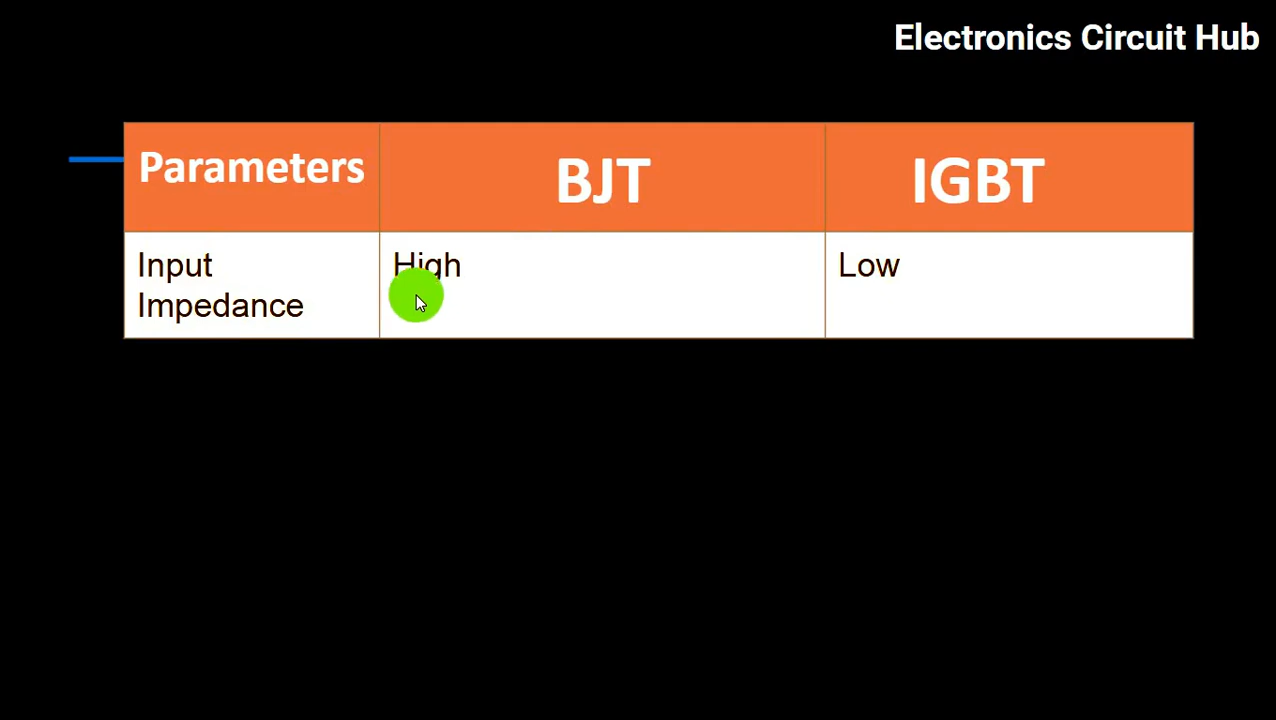 Electronics Circuit Hub
Parameters BJT IGBT
Input High Low
Impedance